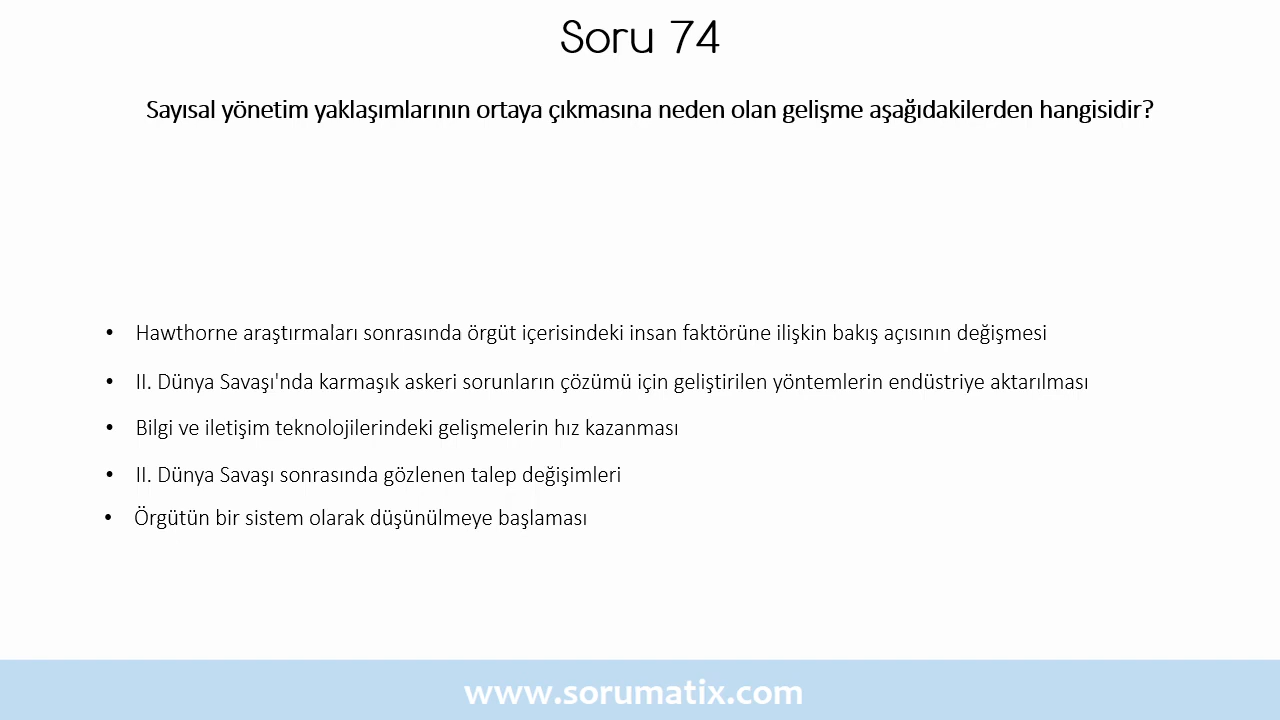 Soru 74
Sayısal yönetim yaklaşımlarının ortaya çıkmasına neden olan gelişme aşağıdakilerden hangisidir?
• Hawthorne araştırmaları sonrasında örgüt içerisindeki insan faktörüne ilişkin bakış açısının değişmesi
• II. Dünya Savaşı'nda karmaşık askeri sorunların çözümü için geliştirilen yöntemlerin endüstriye aktarılması
• Bilgi ve iletişim teknolojilerindeki gelişmelerin hız kazanması
• II. Dünya Savaşı sonrasında gözlenen talep değişimleri
• Örgütün bir sistem olarak düşünülmeye başlaması
www.sorumatix.com